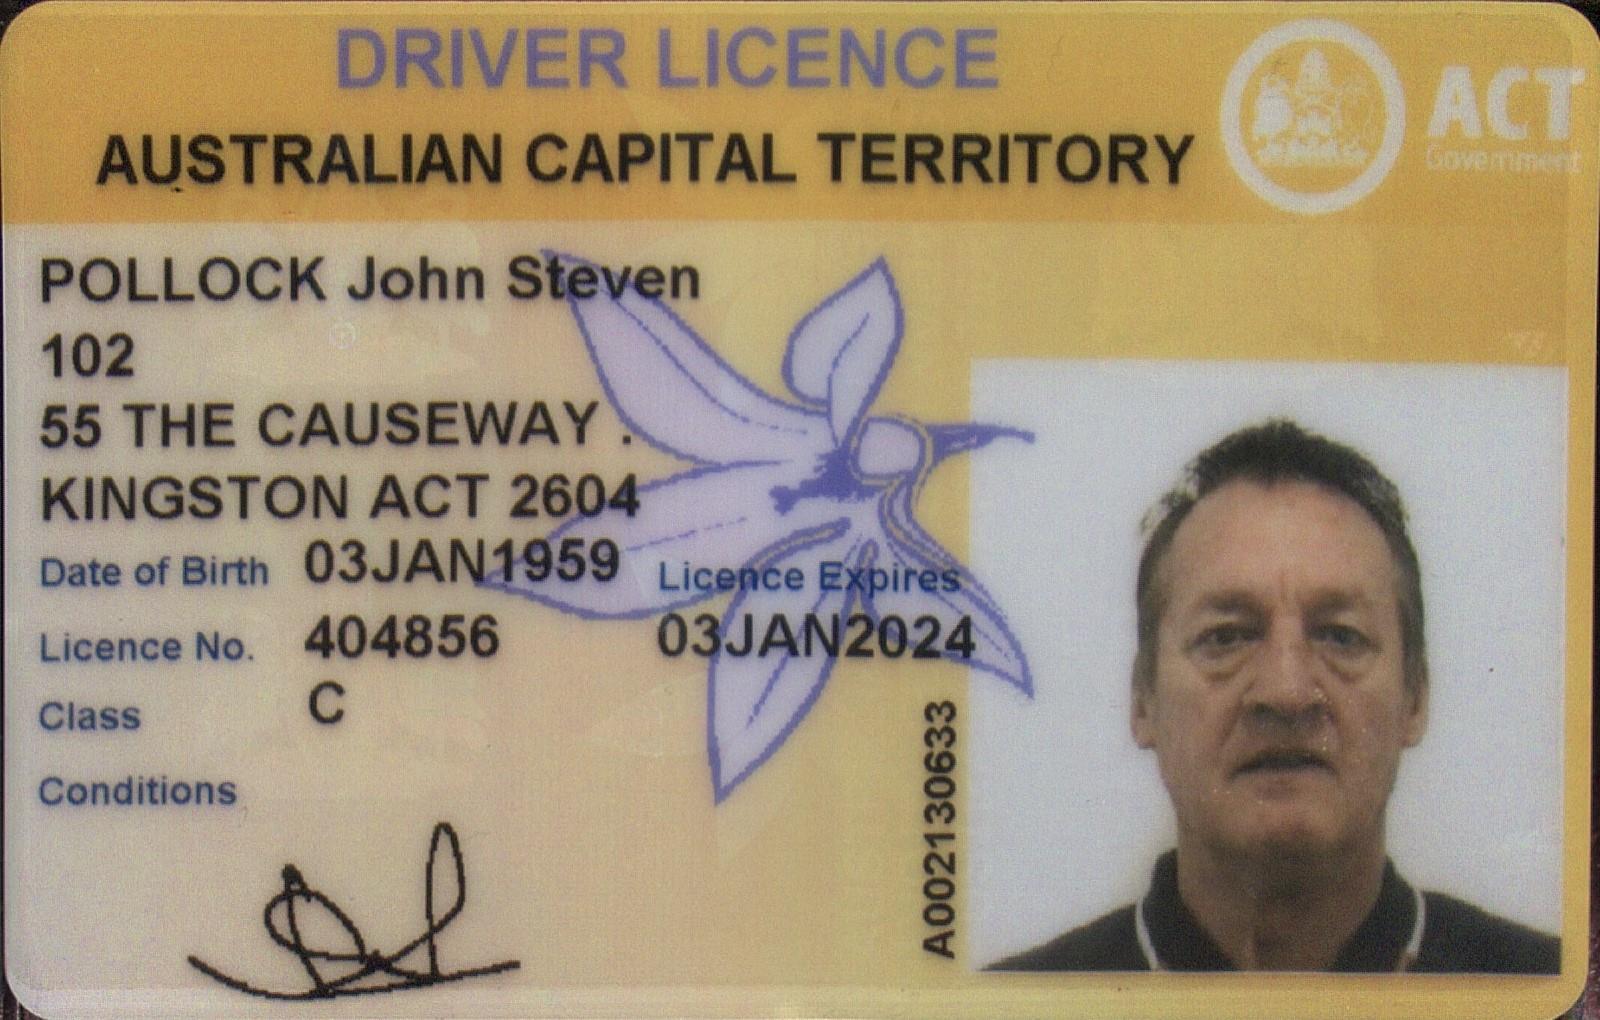 DRIVER LICENCE
AUSTRALIAN CAPITAL TERRITORY
ACT
Government
POLLOCK John Steven
102
55 THE CAUSEWAY .
KINGSTON ACT 2604
Date of Birth 03JAN1959
Licence Expires
Licence No. 404856
03JAN2024
Class C
Conditions
A002130633